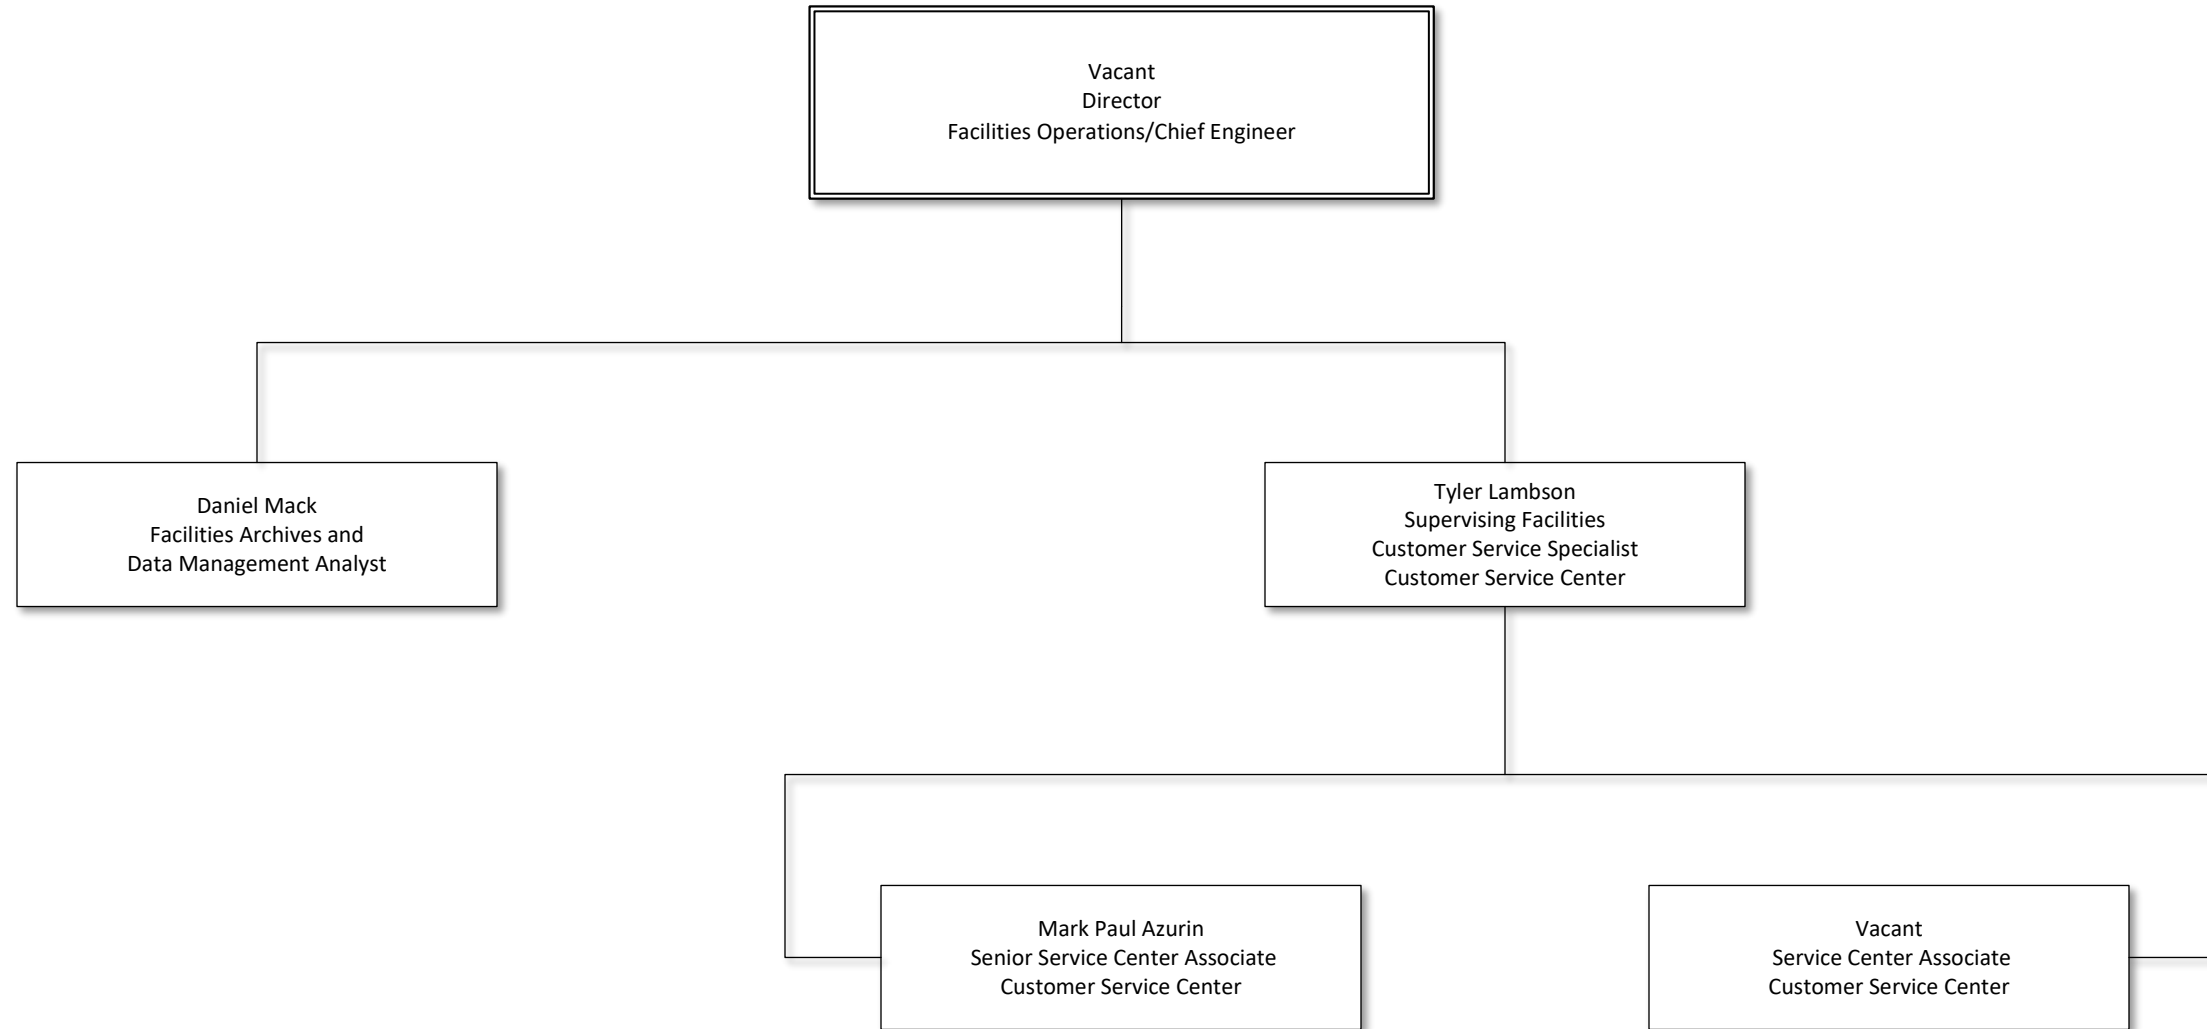 Vacant
Director
Facilities Operations/Chief Engineer
Daniel Mack
Facilities Archives and
Data Management Analyst
Tyler Lambson
Supervising Facilities
Customer Service Specialist
Customer Service Center
Mark Paul Azurin
Senior Service Center Associate
Customer Service Center
Vacant
Service Center Associate
Customer Service Center